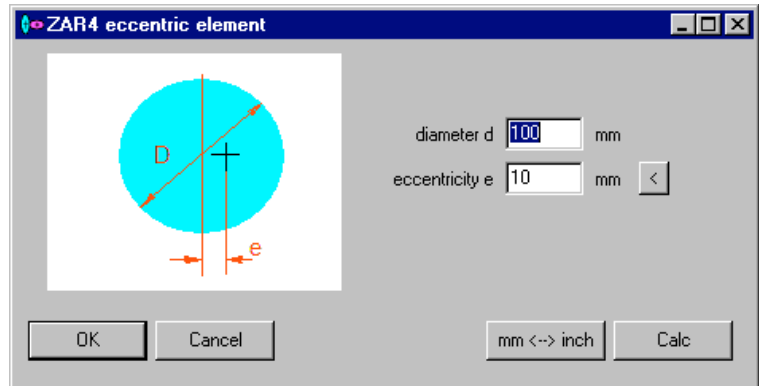 ZAR4 eccentric element
D
e
diameter d 100 mm
eccentricity e 10 mm <
OK Cancel mm <--> inch Calc